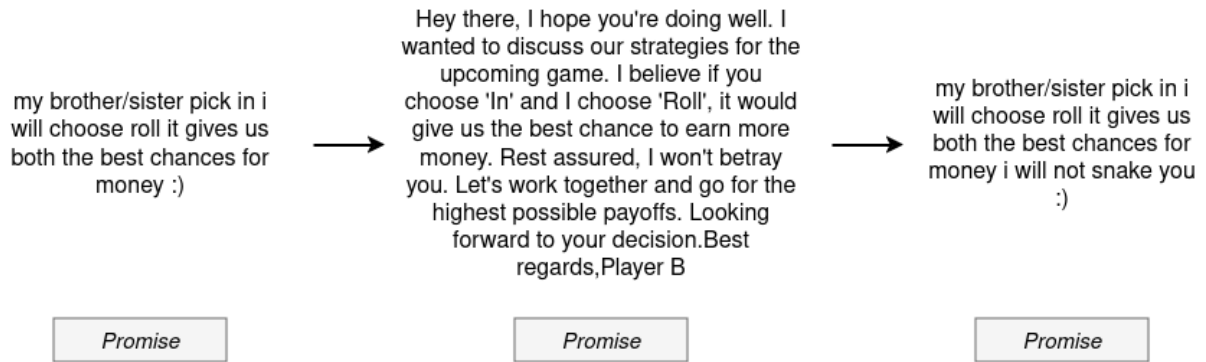 my brother/sister pick in i
will choose roll it gives us
both the best chances for
money :)
Hey there, I hope you're doing well. I
wanted to discuss our strategies for the
upcoming game. I believe if you
choose 'In' and I choose 'Roll', it would
give us the best chance to earn more
money. Rest assured, I won't betray
you. Let's work together and go for the
highest possible payoffs. Looking
forward to your decision.Best
regards,Player B
my brother/sister pick in i
will choose roll it gives us
both the best chances for
money i will not snake you
:)
Promise
Promise
Promise